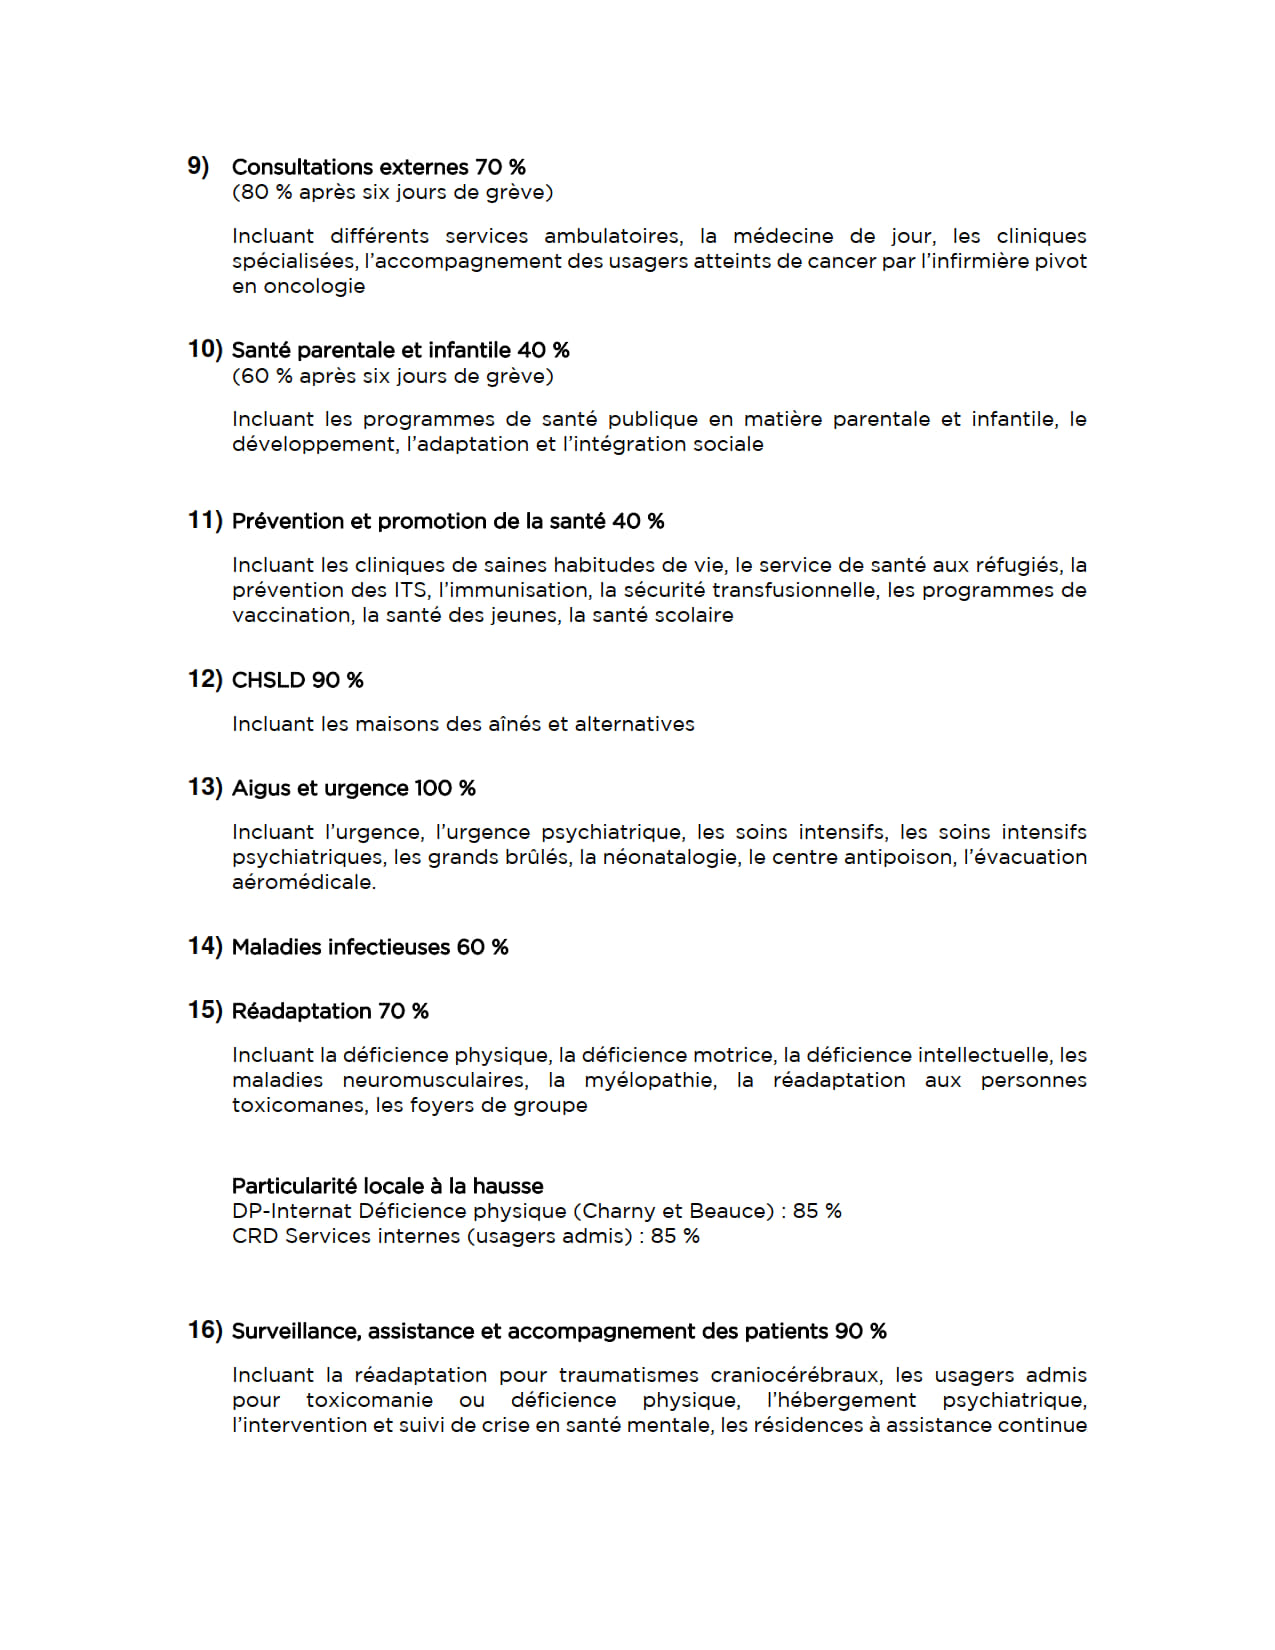 9) Consultations externes 70 %
(80 % après six jours de grève)
Incluant différents services ambulatoires, la médecine de jour, les cliniques
spécialisées, l’accompagnement des usagers atteints de cancer par l’infirmière pivot
en oncologie
10) Santé parentale et infantile 40 %
(60 % après six jours de grève)
Incluant les programmes de santé publique en matière parentale et infantile, le
développement, l’adaptation et l’intégration sociale
11) Prévention et promotion de la santé 40 %
Incluant les cliniques de saines habitudes de vie, le service de santé aux réfugiés, la
prévention des ITS, l’immunisation, la sécurité transfusionnelle, les programmes de
vaccination, la santé des jeunes, la santé scolaire
12) CHSLD 90 %
Incluant les maisons des aînés et alternatives
13) Aigus et urgence 100 %
Incluant l’urgence, l’urgence psychiatrique, les soins intensifs, les soins intensifs
psychiatriques, les grands brûlés, la néonatalogie, le centre antipoison, l’évacuation
aéromédicale.
14) Maladies infectieuses 60 %
15) Réadaptation 70 %
Incluant la déficience physique, la déficience motrice, la déficience intellectuelle, les
maladies neuromusculaires, la myélopathie, la réadaptation aux personnes
toxicomanes, les foyers de groupe
Particularité locale à la hausse
DP-Internat Déficience physique (Charny et Beauce) : 85 %
CRD Services internes (usagers admis) : 85 %
16) Surveillance, assistance et accompagnement des patients 90 %
Incluant la réadaptation pour traumatismes craniocérébraux, les usagers admis
pour toxicomanie ou déficience physique, l’hébergement psychiatrique,
l’intervention et suivi de crise en santé mentale, les résidences à assistance continue